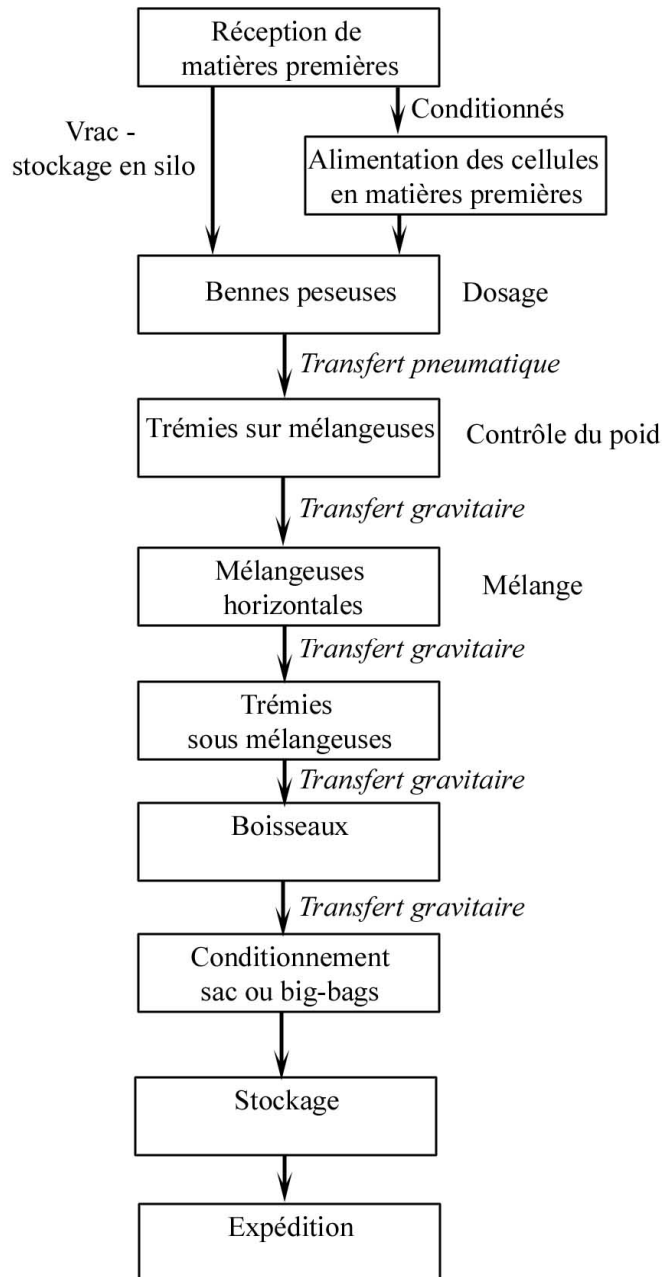 Réception de
matières premières
Conditionnés
Vrac -
stockage en silo
Alimentation des cellules
en matières premières
Bennes peseuses
Dosage
Transfert pneumatique
Trémies sur mélangeuses
Contrôle du poid
Transfert gravitaire
Mélangeuses
horizontales
Mélange
Transfert gravitaire
Trémies
sous mélangeuses
Transfert gravitaire
Boisseaux
Transfert gravitaire
Conditionnement
sac ou big-bags
Stockage
Expédition